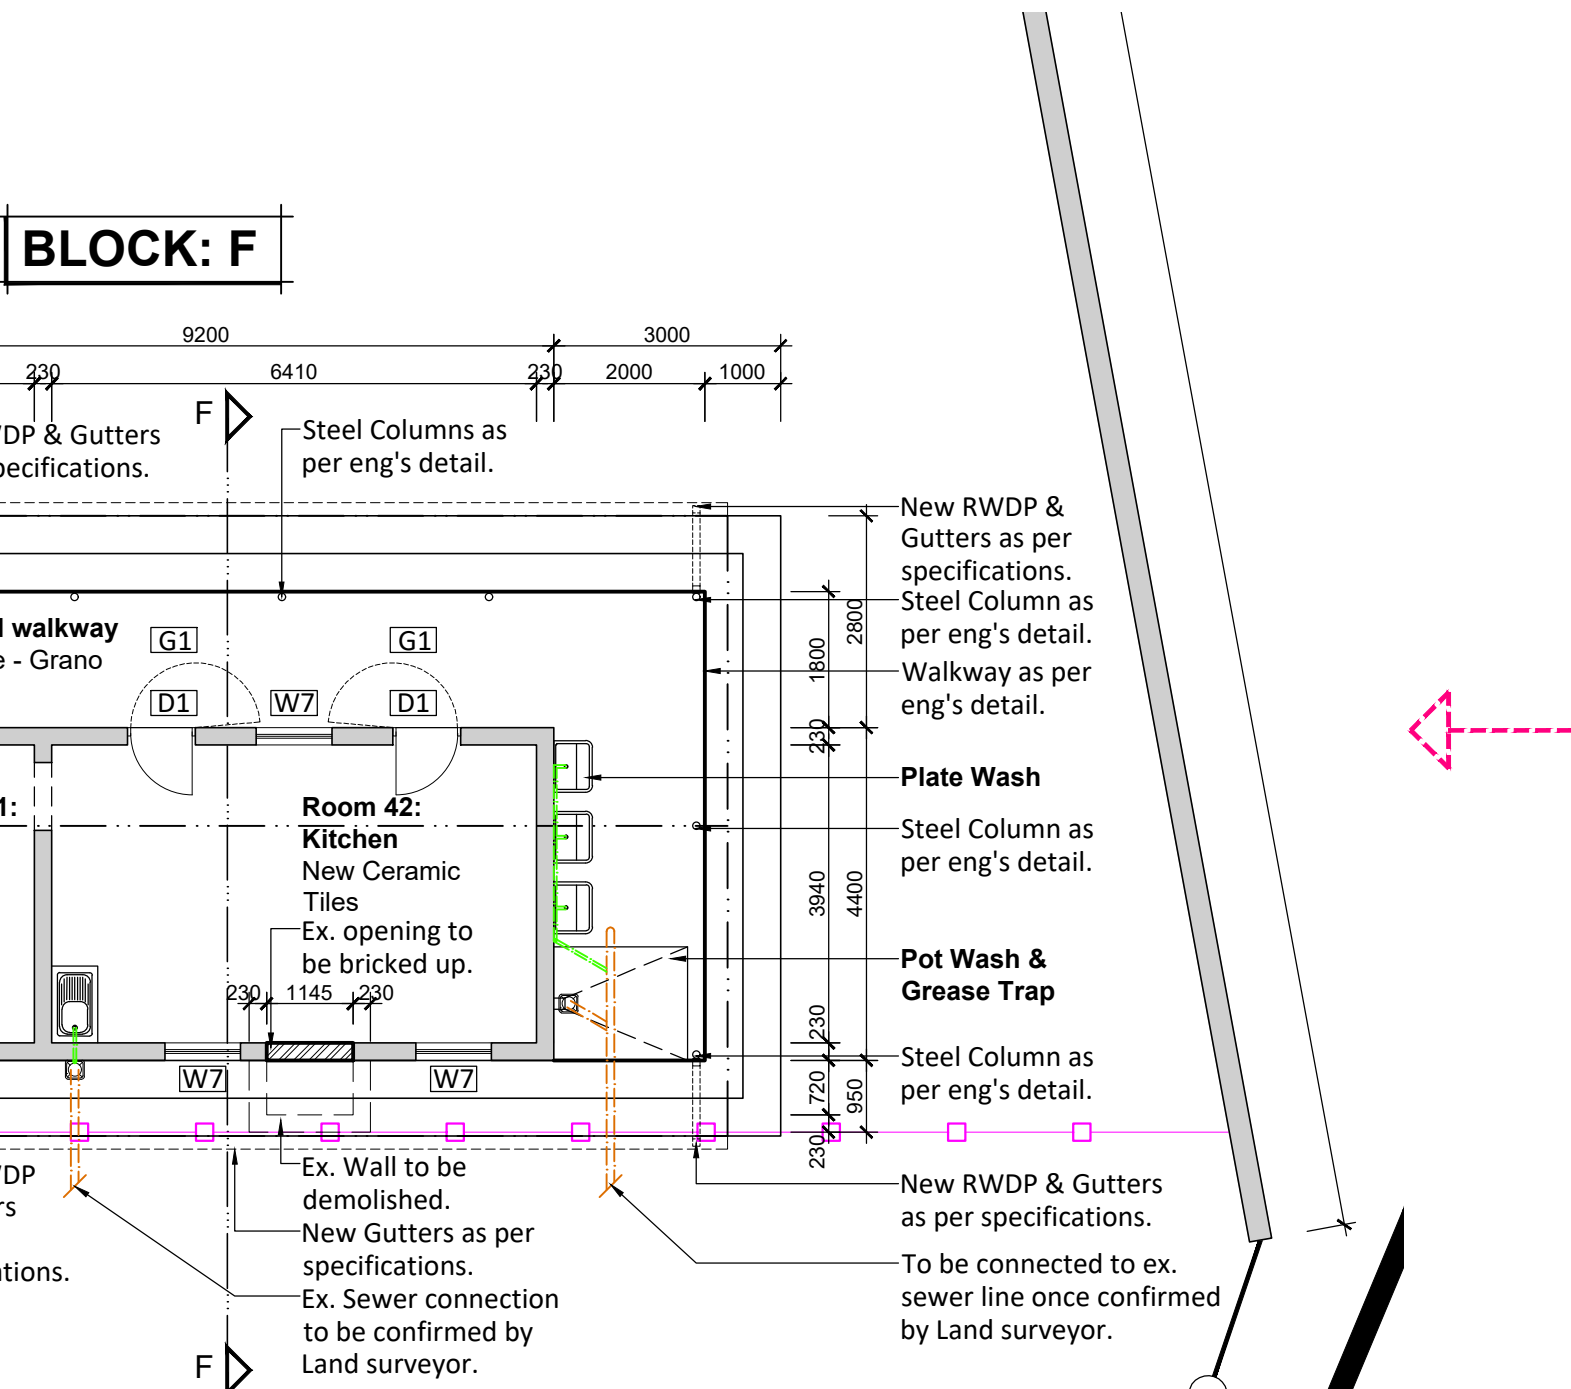 BLOCK: F
9200
3000
230
6410
230
2000
1000
F
DP & Gutters
pecifications.
Steel Columns as
per eng's detail.
New RWDP &
Gutters as per
specifications.
Steel Column as
per eng's detail.
Walkway as per
eng's detail.
walkway
- Grano
G1
G1
D1
W7
D1
2800
1800
230
Plate Wash
1:
Room 42:
Kitchen
New Ceramic
Tiles
Ex. opening to
be bricked up.
Steel Column as
per eng's detail.
3940
4400
Pot Wash &
Grease Trap
230
1145
230
230
Steel Column as
per eng's detail.
W7
W7
720
950
230
DP
rs
ations.
Ex. Wall to be
demolished.
New Gutters as per
specifications.
Ex. Sewer connection
to be confirmed by
Land surveyor.
New RWDP & Gutters
as per specifications.
To be connected to ex.
sewer line once confirmed
by Land surveyor.
F